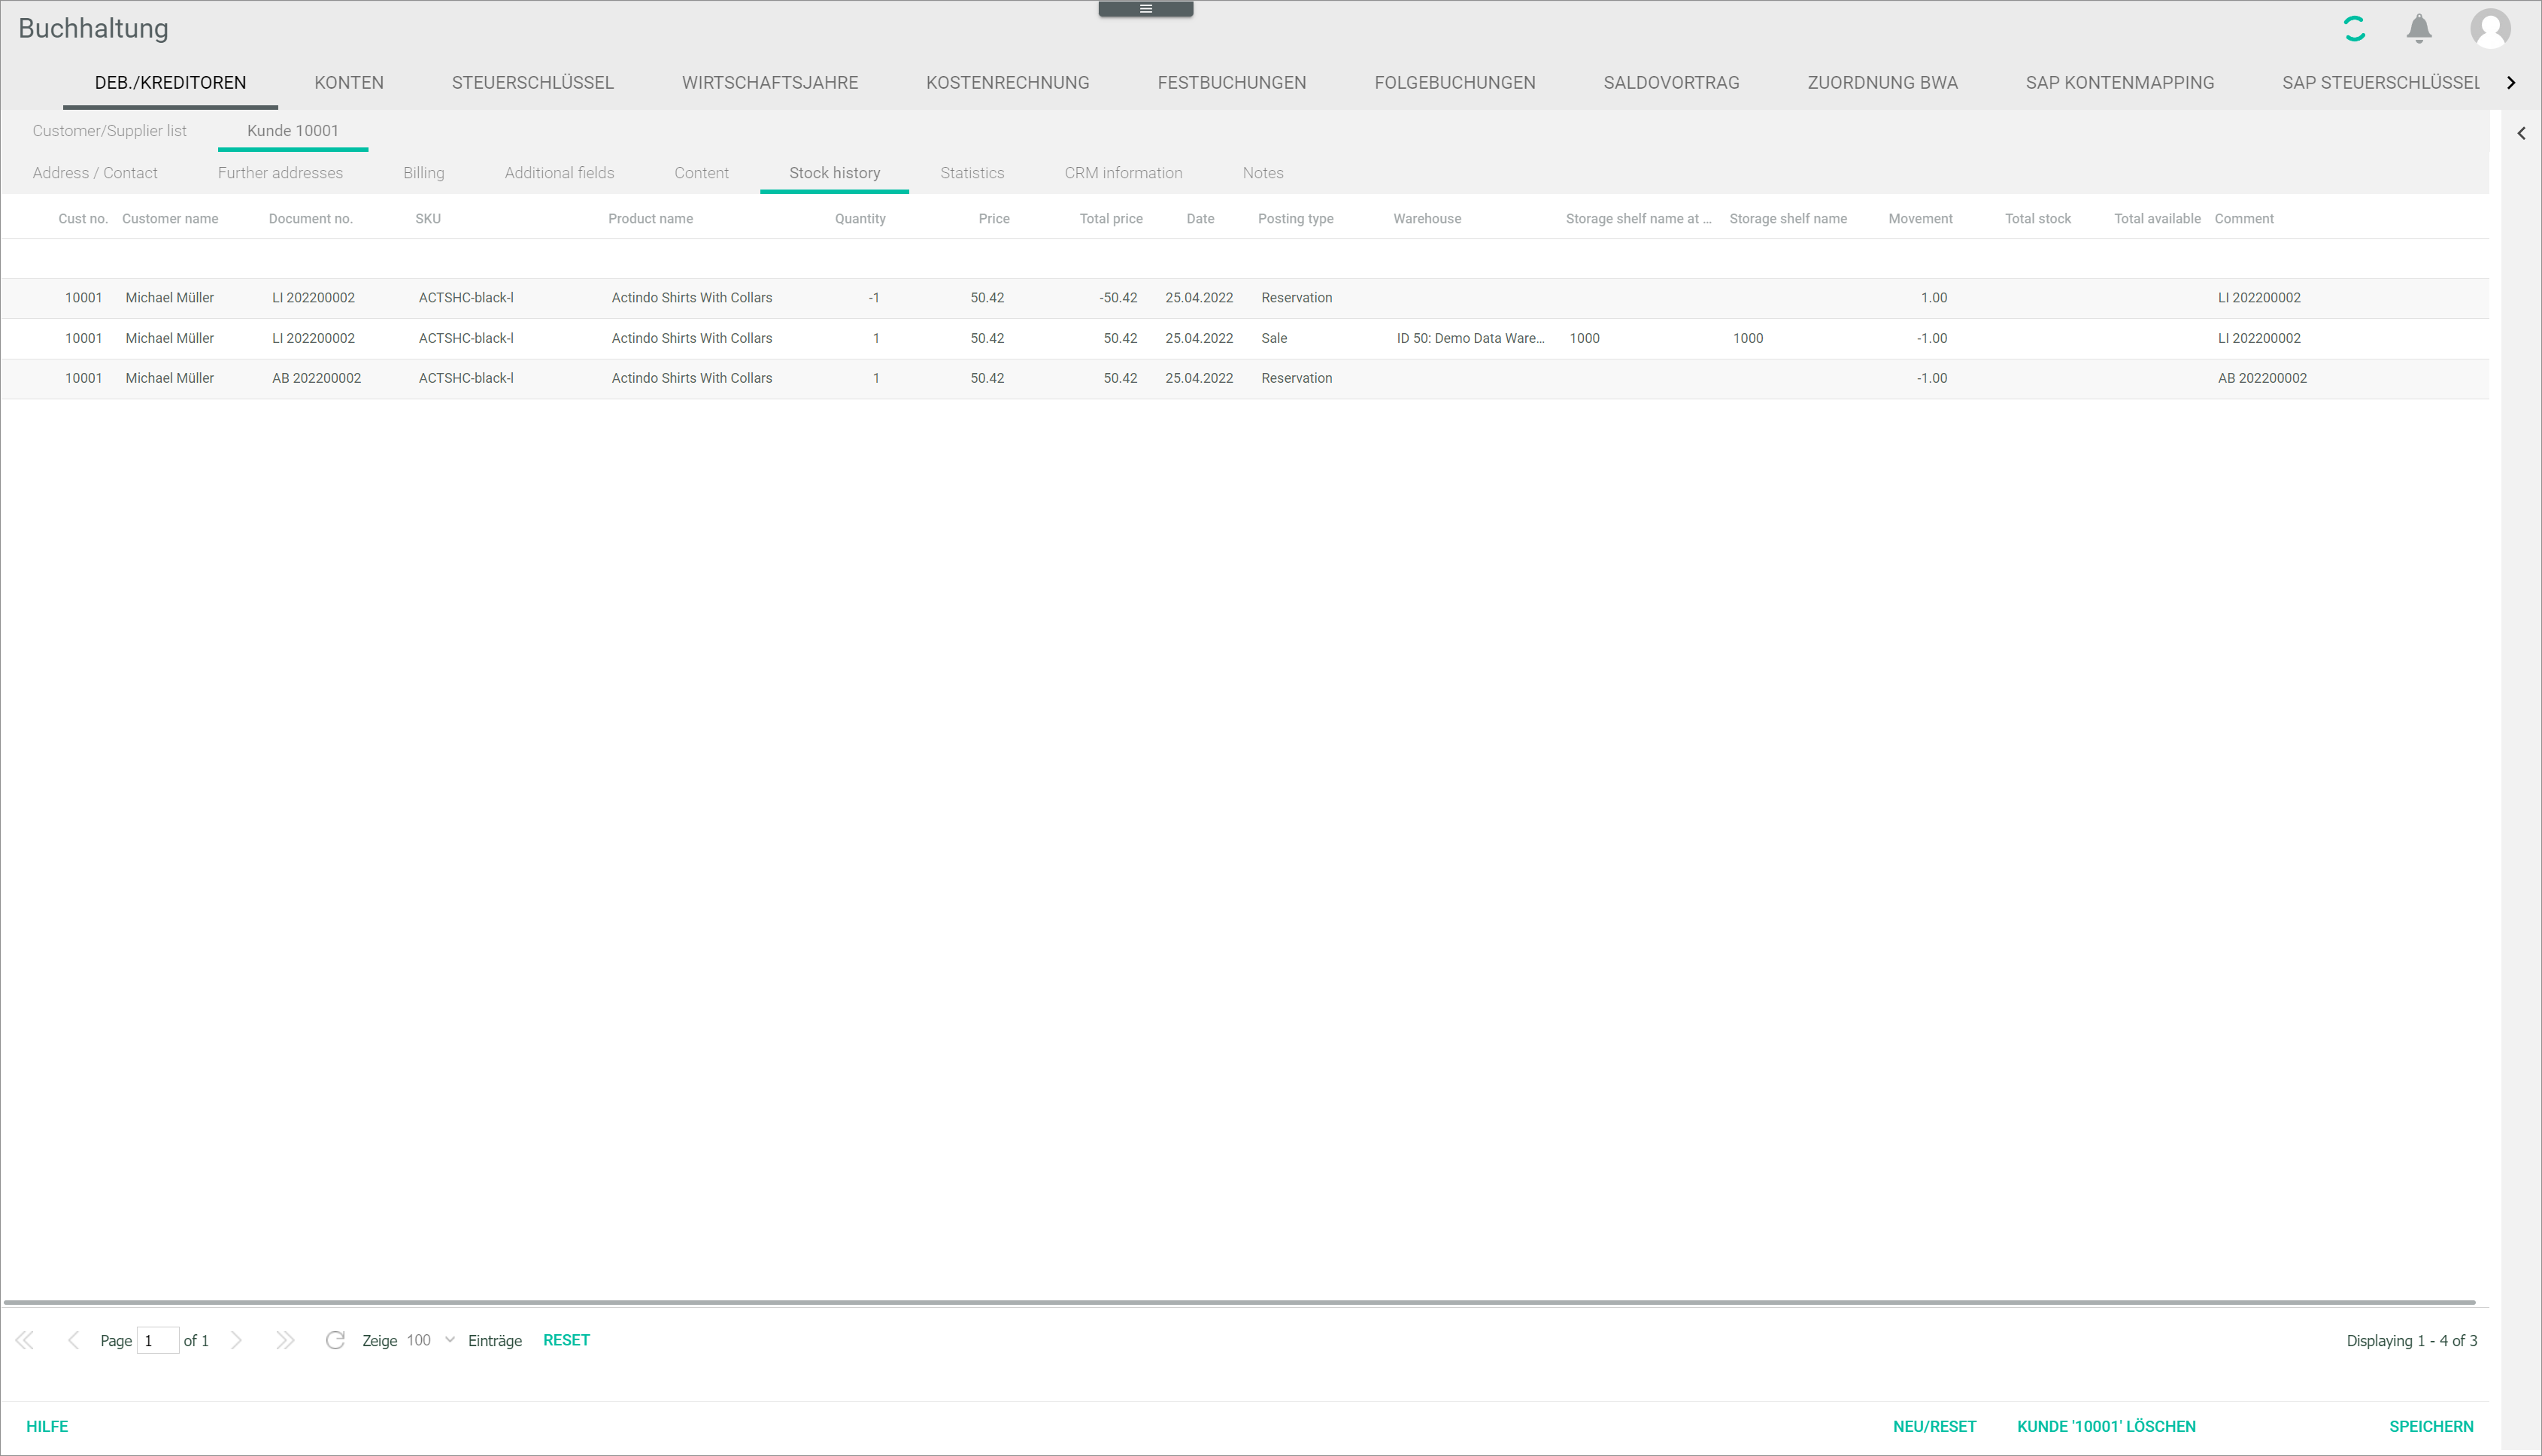 Buchhaltung
DEB./KREDITOREN KONTEN STEUERSCHLÜSSEL WIRTSCHAFTSJAHRE KOSTENRECHNUNG FESTBUCHUNGEN FOLGEBUCHUNGEN SALDOVORTRAG ZUORDNUNG BWA SAP KONTENMAPPING SAP STEUERSCHLÜSSEL
Customer/Supplier list Kunde 10001
Address / Contact Further addresses Billing Additional fields Content Stock history Statistics CRM information Notes
Cust no. Customer name Document no. SKU Product name Quantity Price Total price Date Posting type Warehouse Storage shelf name at ... Storage shelf name Movement Total stock Total available Comment
10001 Michael Müller LI 202200002 ACTSHC-black-l Actindo Shirts With Collars -1 50.42 -50.42 25.04.2022 Reservation 1.00 LI 202200002
10001 Michael Müller LI 202200002 ACTSHC-black-l Actindo Shirts With Collars 1 50.42 50.42 25.04.2022 Sale ID 50: Demo Data Ware... 1000 1000 -1.00 LI 202200002
10001 Michael Müller AB 202200002 ACTSHC-black-l Actindo Shirts With Collars 1 50.42 50.42 25.04.2022 Reservation -1.00 AB 202200002
Page 1 of 1 Zeige 100 Einträge RESET Displaying 1 - 4 of 3
HILFE NEU/RESET KUNDE '10001' LÖSCHEN SPEICHERN